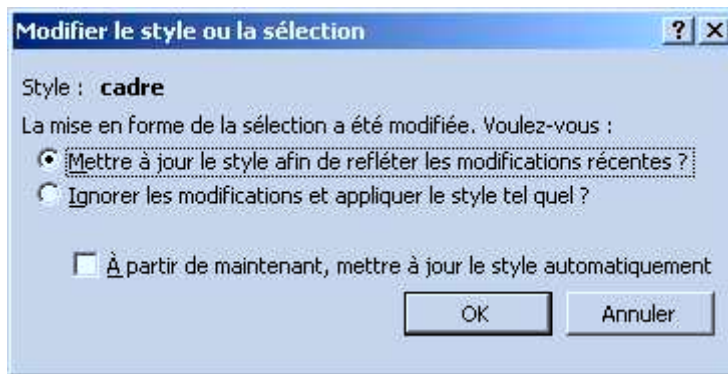 Modifier le style ou la sélection
Style : cadre
La mise en forme de la sélection a été modifiée. Voulez-vous :
Mettre à jour le style afin de refléter les modifications récentes ?
Ignorer les modifications et appliquer le style tel quel ?
À partir de maintenant, mettre à jour le style automatiquement
OK Annuler